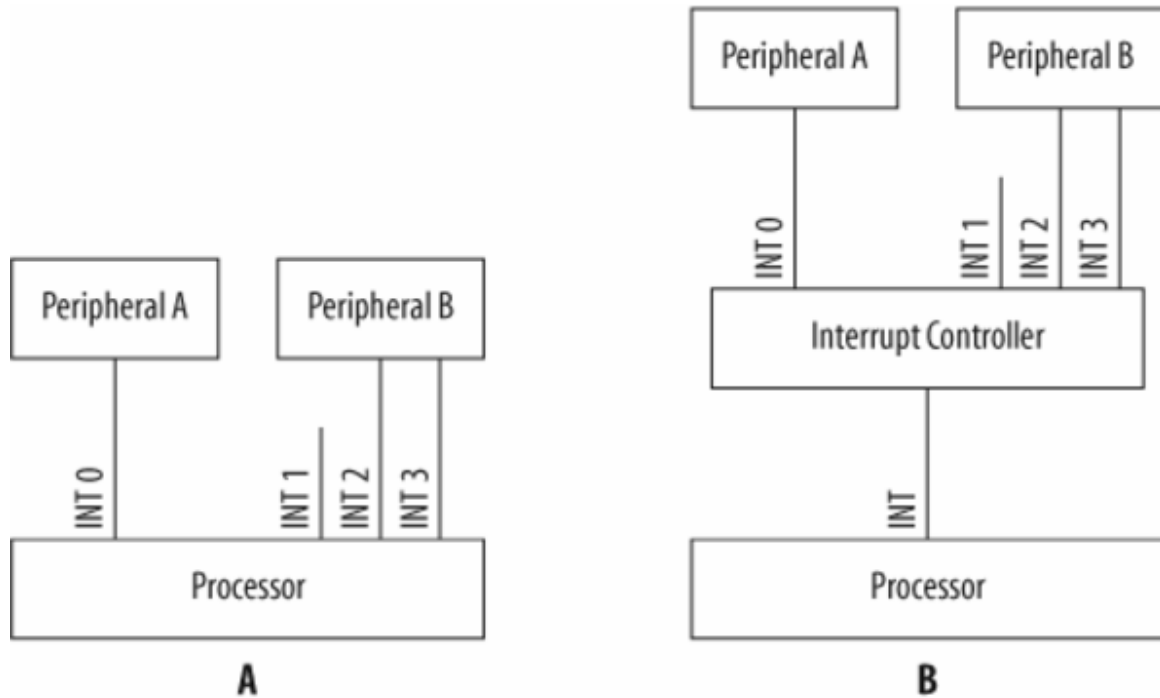 Peripheral A
Peripheral B
INT 0
INT 1
INT 2
INT 3
Processor
A
Peripheral A
Peripheral B
INT 0
INT 1
INT 2
INT 3
Interrupt Controller
INT
Processor
B